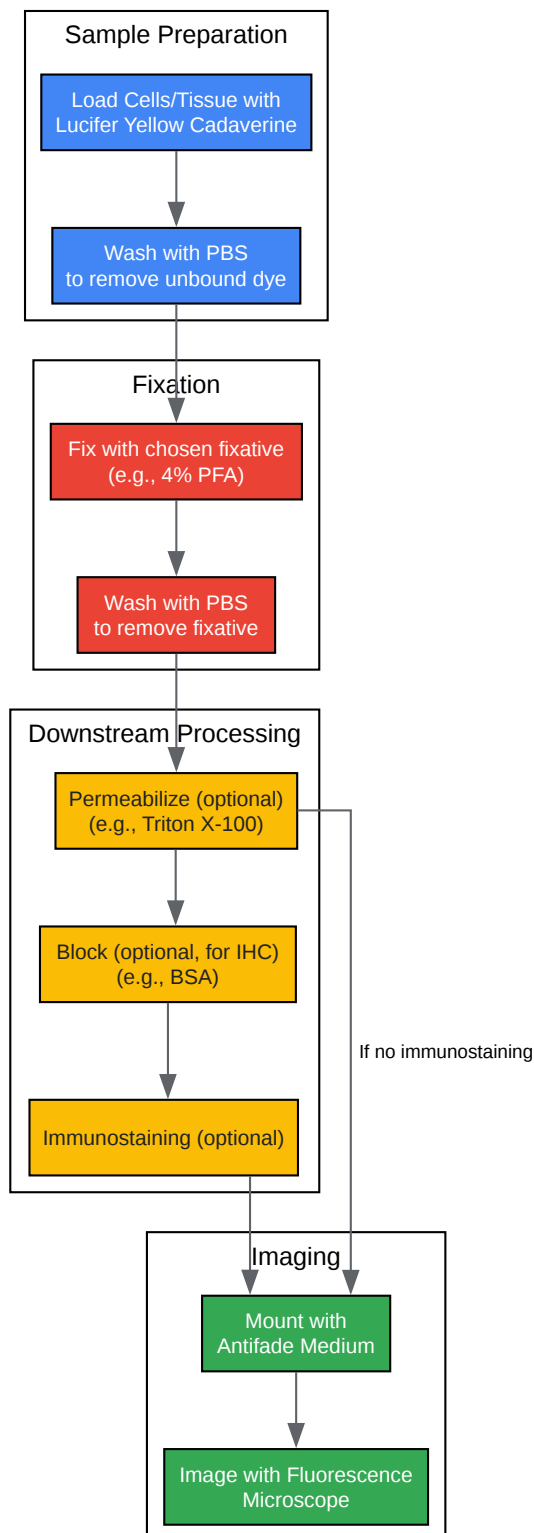 Sample Preparation
Load Cells/Tissue with
Lucifer Yellow Cadaverine
Wash with PBS
to remove unbound dye
Fixation
Fix with chosen fixative
(e.g., 4% PFA)
Wash with PBS
to remove fixative
Downstream Processing
Permeabilize (optional)
(e.g., Triton X-100)
Block (optional, for IHC)
(e.g., BSA)
If no immunostaining
Immunostaining (optional)
Imaging
Mount with
Antifade Medium
Image with Fluorescence
Microscope